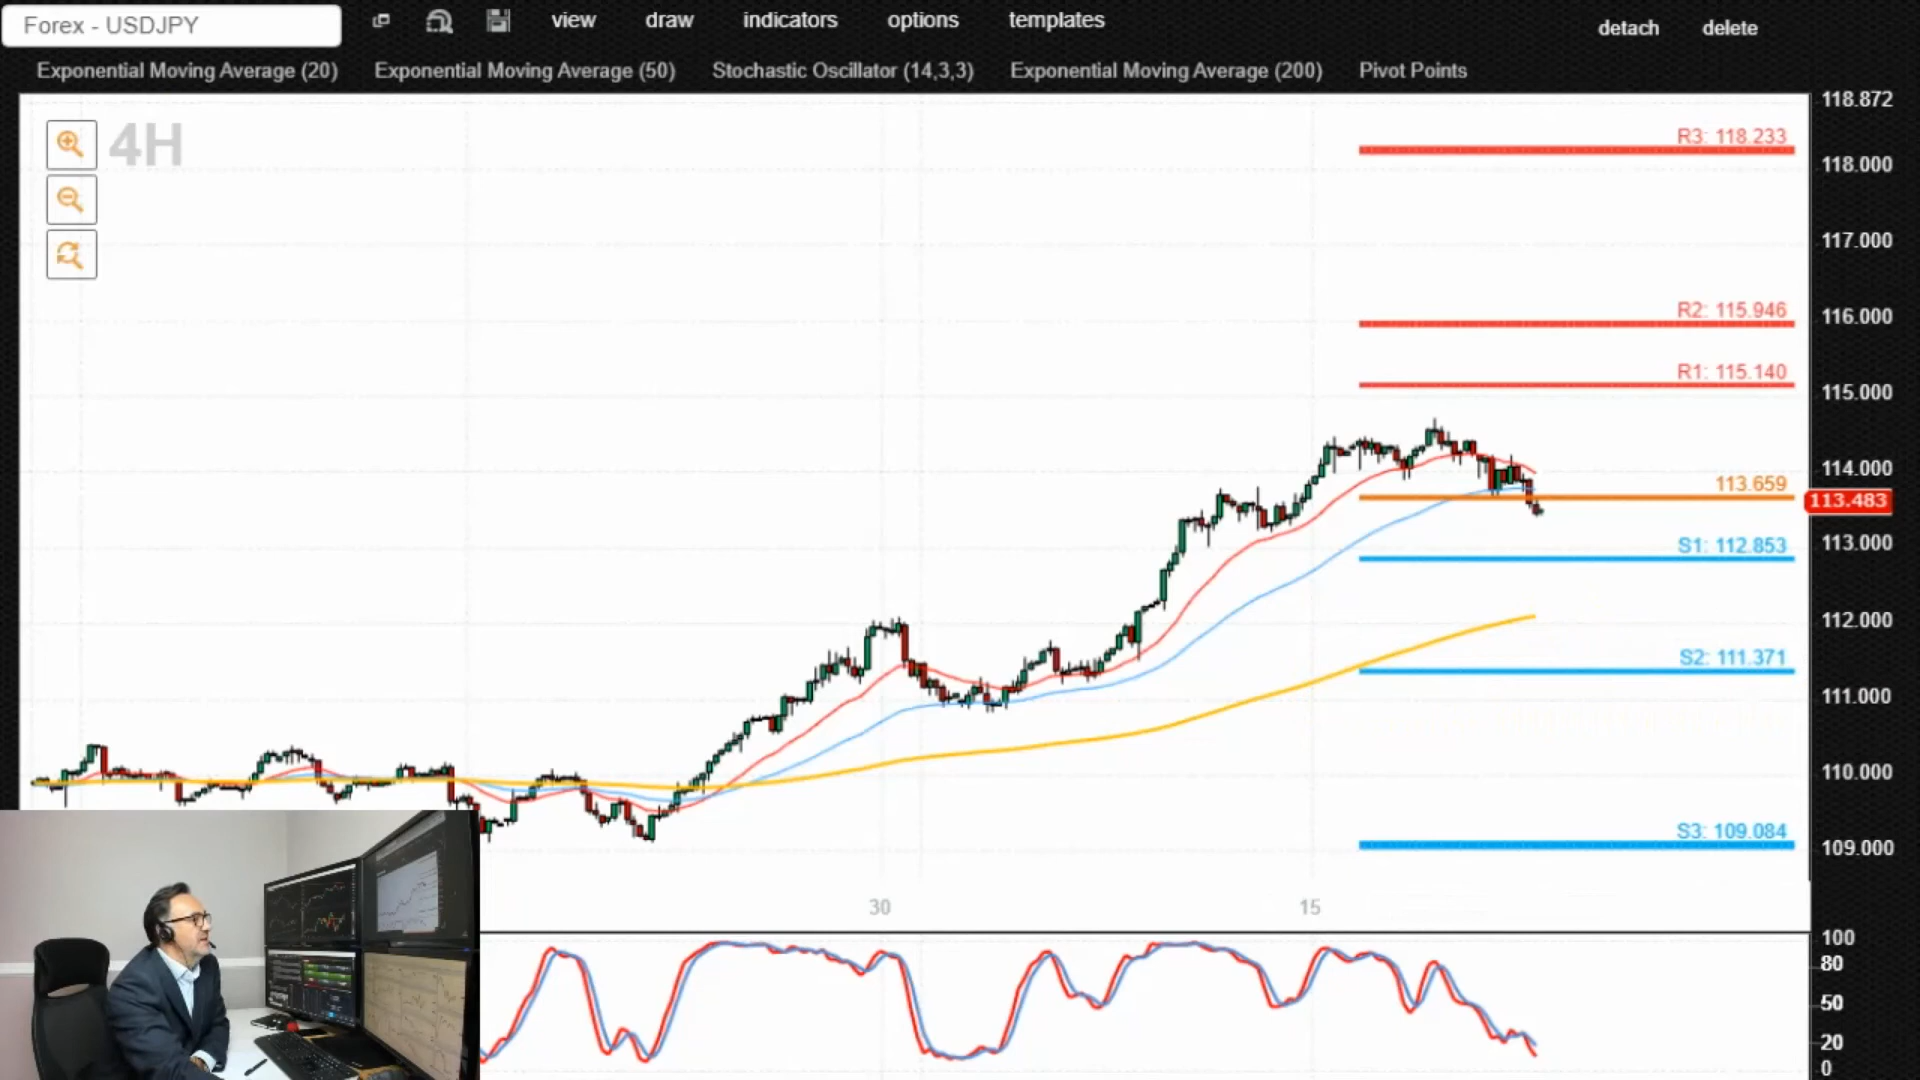 Forex - USDJPY
view draw indicators options templates
detach delete
Exponential Moving Average (20) Exponential Moving Average (50) Stochastic Oscillator (14,3,3) Exponential Moving Average (200) Pivot Points
4H
118.872
R3: 118.233
118.000
117.000
R2: 115.946
116.000
R1: 115.140
115.000
114.000
113.659
113.483
113.000
S1: 112.853
112.000
S2: 111.371
111.000
110.000
S3: 109.084
109.000
30 15
100
80
50
20
0